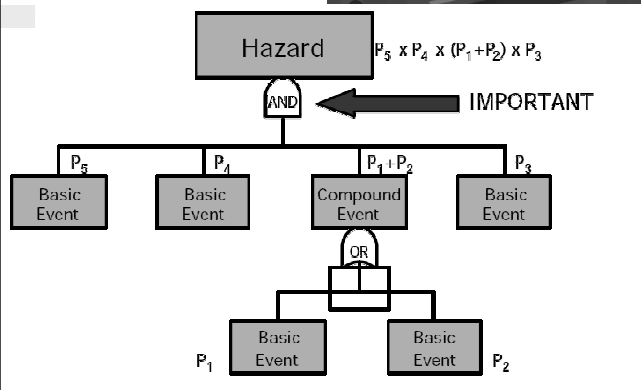 Hazard
P₅ x P₄ x (P₁+P₂) x P₃
AND
IMPORTANT
P₅
P₄
P₁+P₂
P₃
Basic
Event
Basic
Event
Compound
Event
Basic
Event
OR
Basic
Event
Basic
Event
P₁
P₂